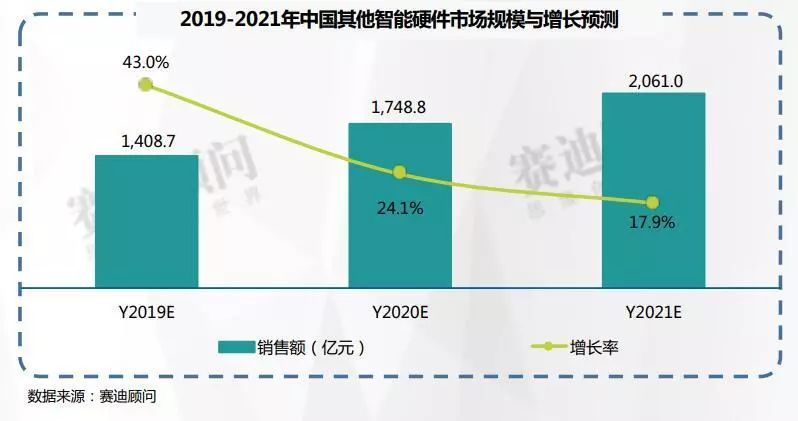 2019-2021年中国其他智能硬件市场规模与增长预测
43.0%
2,061.0
1,748.8
1,408.7
24.1%
17.9%
Y2019E
Y2020E
Y2021E
销售额（亿元）
增长率
数据来源：赛迪顾问